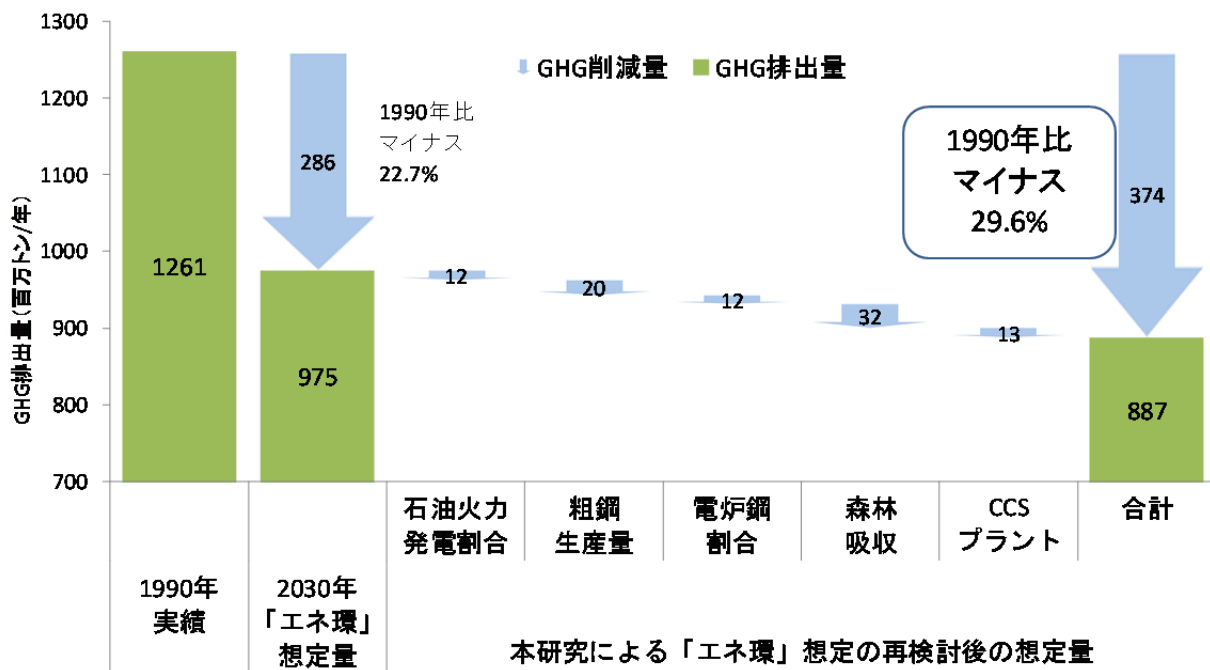 1300
1200
1100
1000
900
800
700
GHG排出量(百万トン/年)
GHG削減量
GHG排出量
1261
286
975
1990年比
マイナス
22.7%
12
20
12
32
13
1990年比
マイナス
29.6%
374
887
石油火力
発電割合
粗鋼
生産量
電炉鋼
割合
森林
吸収
CCS
プラント
合計
1990年
実績
2030年
「エネ環」
想定量
本研究による「エネ環」想定の再検討後の想定量